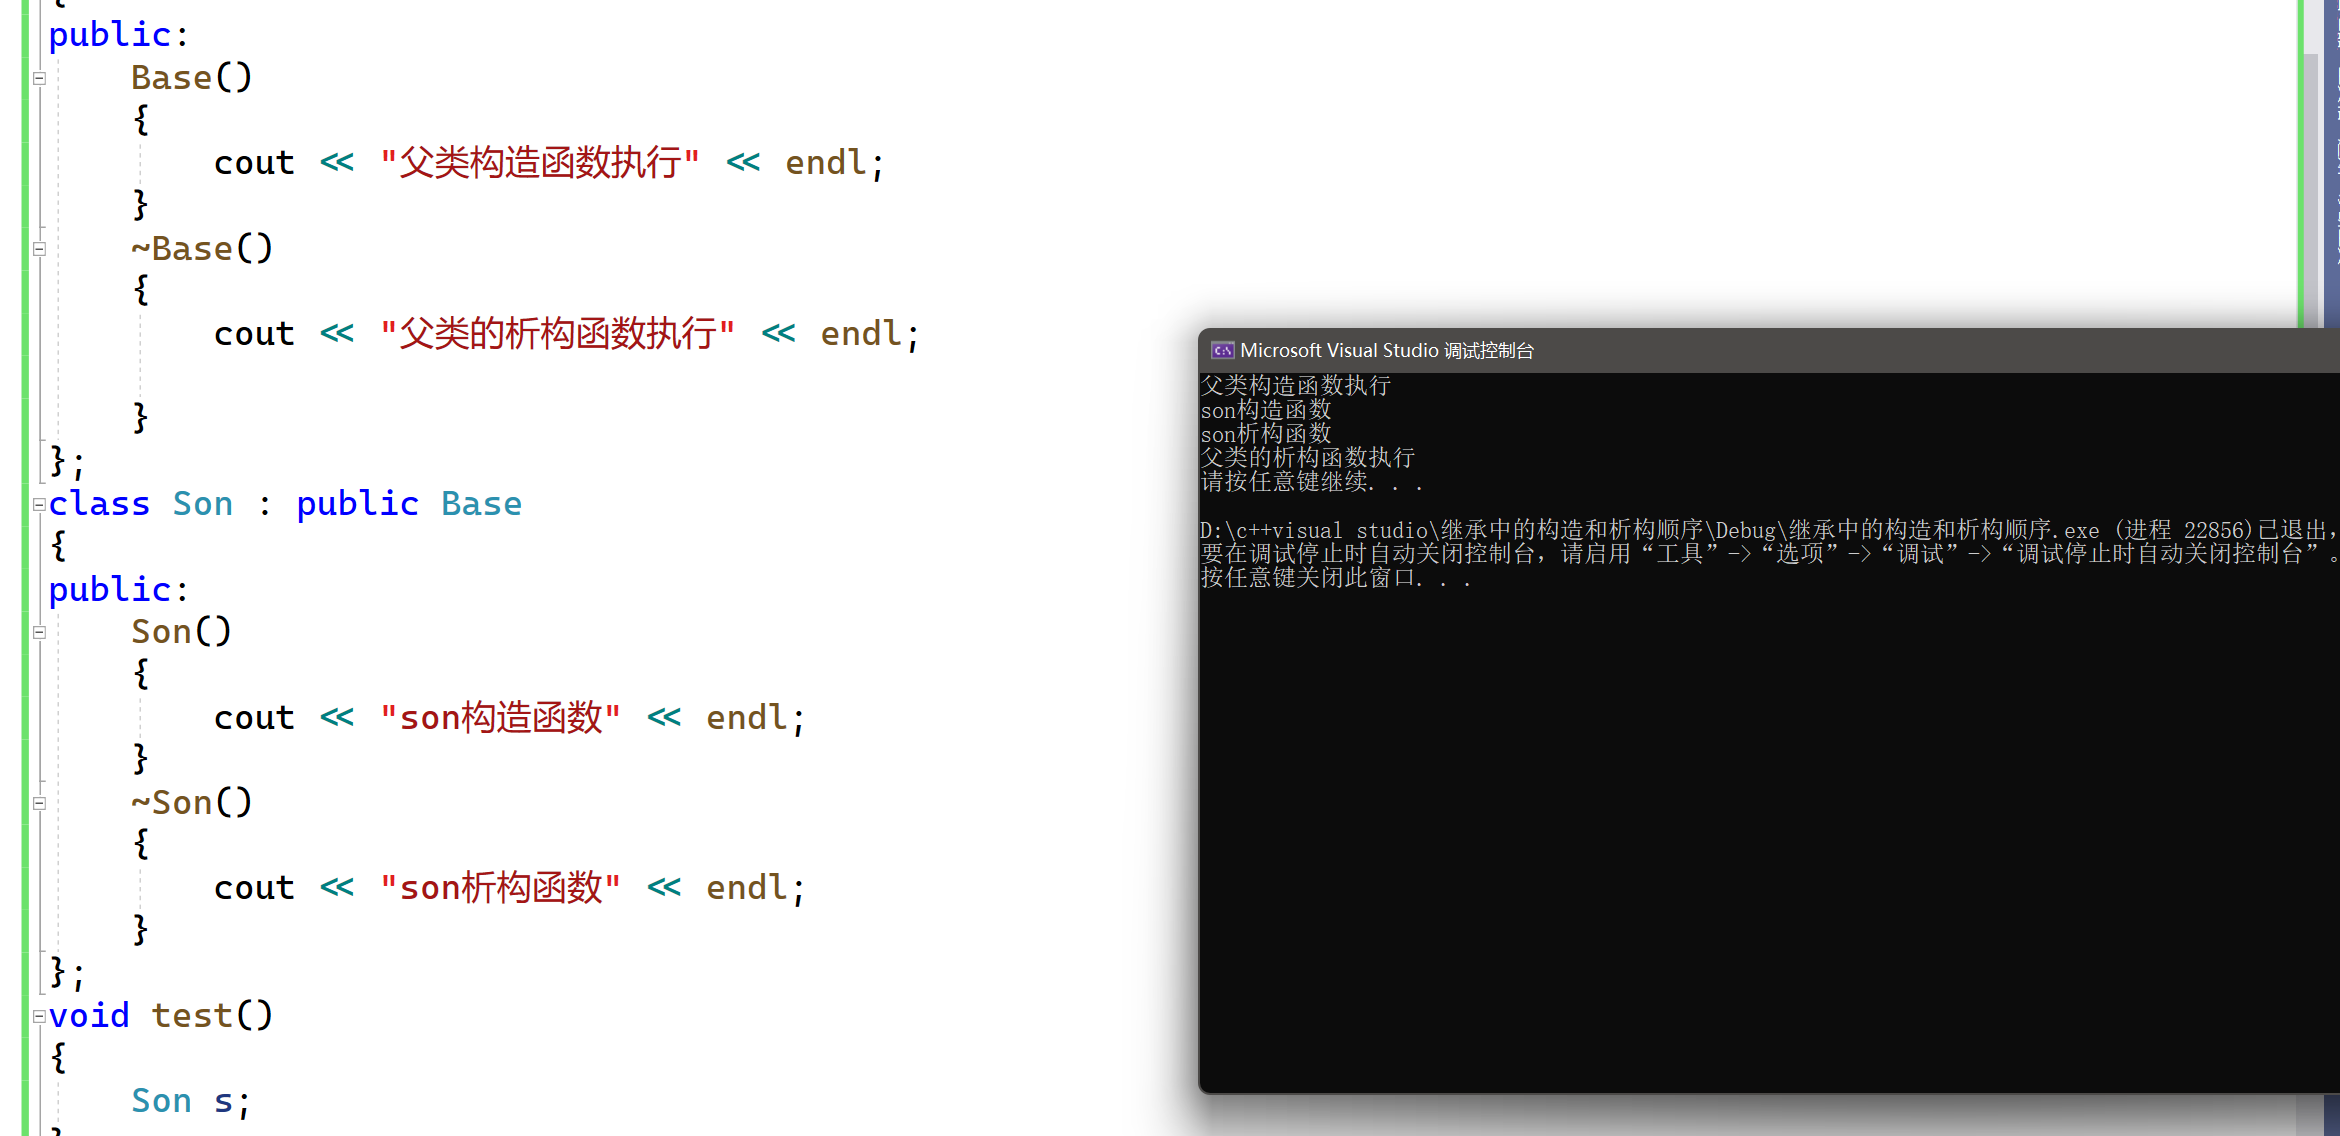 {
public:
Base()
{
cout << "父类构造函数执行" << endl;
}
~Base()
{
cout << "父类的析构函数执行" << endl;
}
};
class Son : public Base
{
public:
Son()
{
cout << "son构造函数" << endl;
}
~Son()
{
cout << "son析构函数" << endl;
}
};
void test()
{
Son s;
Microsoft Visual Studio 调试控制台
父类构造函数执行
son构造函数
son析构函数
父类的析构函数执行
请按任意键继续. . .
D:\c++visual studio\继承中的构造和析构顺序\Debug\继承中的构造和析构顺序.exe (进程 22856)已退出，
要在调试停止时自动关闭控制台，请启用“工具”->“选项”->“调试”->“调试停止时自动关闭控制台”。
按任意键关闭此窗口. . .